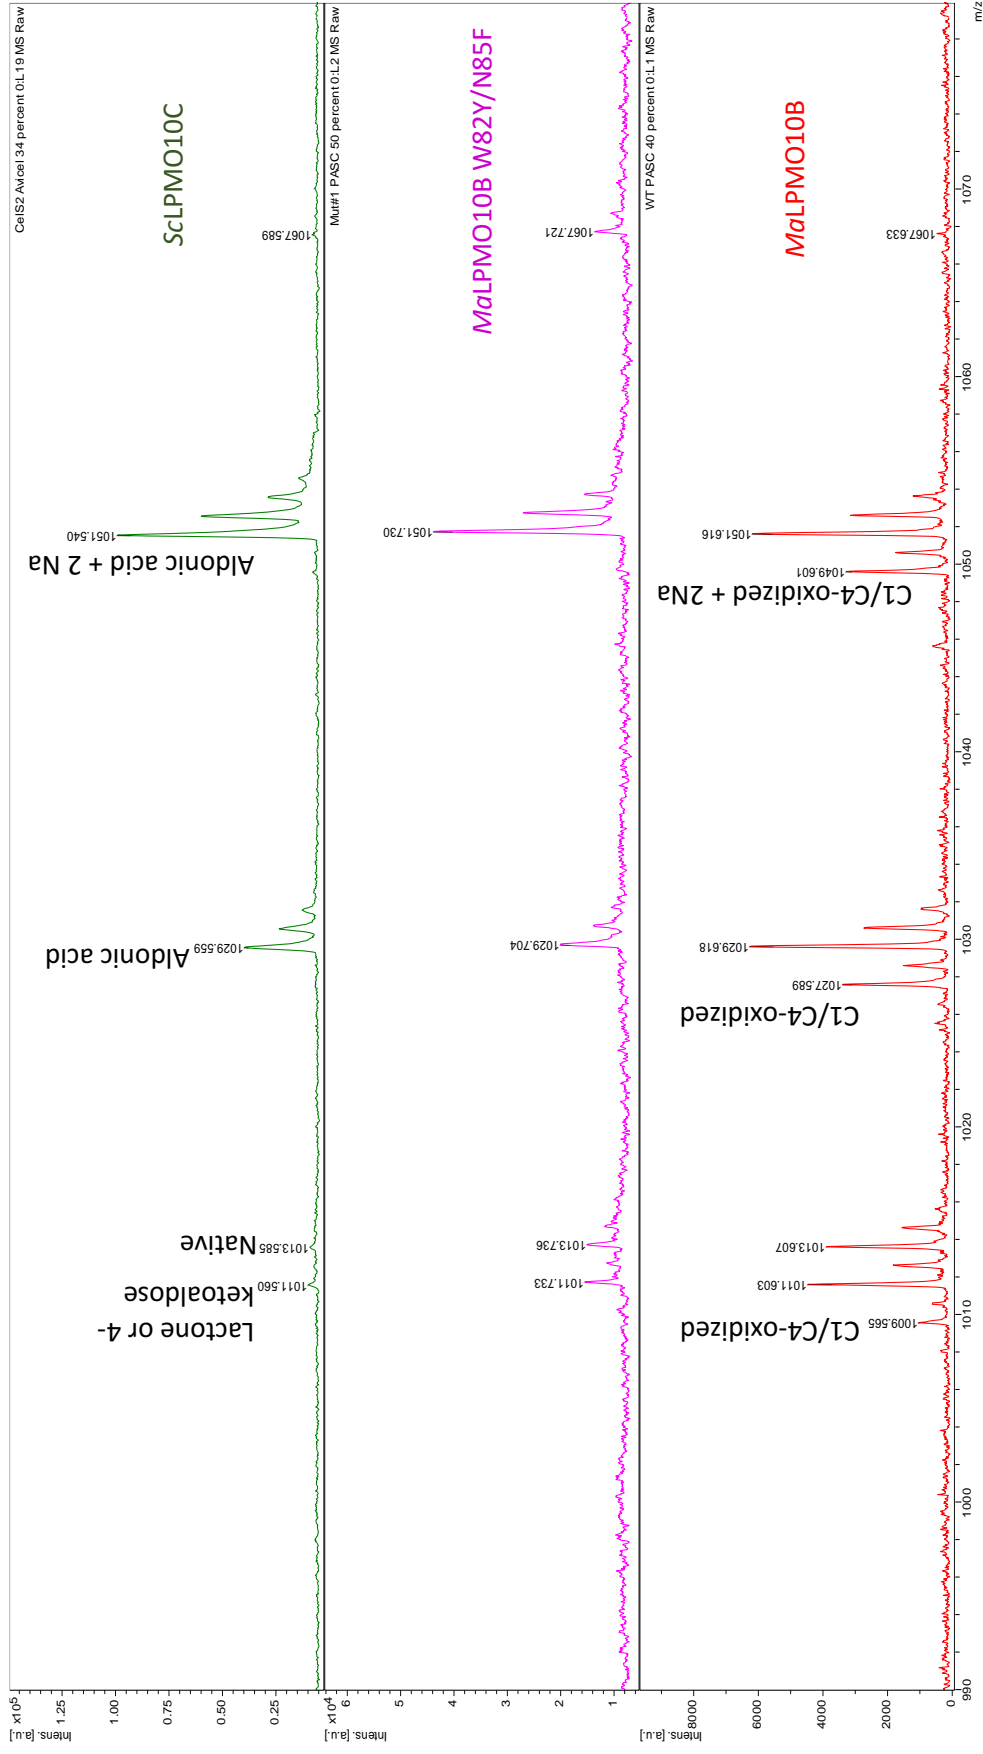 Intens. [a.u.]
x10⁵
1.25
1.00
0.75
0.50
0.25
CelS2 Avicel 34 percent 0:L19 MS Raw
ScLPMO10C
Lactone or 4-
ketoaldose
1011.560
Native
1013.585
Aldonic acid
1029.559
Aldonic acid + 2 Na
1051.540
1067.589
Intens. [a.u.]
x10⁴
6
5
4
3
2
1
Mut#1 PASC 50 percent 0:L2 MS Raw
MaLPMO10B W82Y/N85F
1011.733
1013.736
1029.704
1051.730
1067.721
Intens. [a.u.]
8000
6000
4000
2000
0
WT PASC 40 percent 0:L1 MS Raw
MaLPMO10B
C1/C4-oxidized
1009.565
1011.603
1013.607
C1/C4-oxidized
1027.589
1029.618
C1/C4-oxidized + 2Na
1049.601
1051.616
1067.633
990
1000
1010
1020
1030
1040
1050
1060
1070
m/z